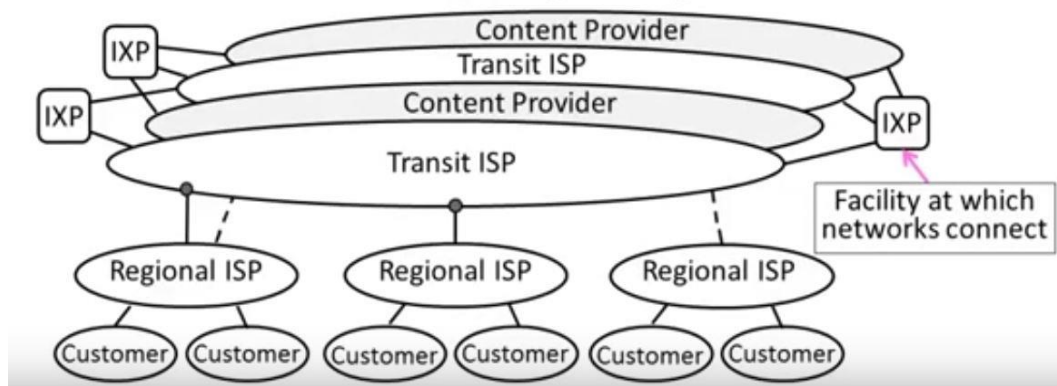 Content Provider
IXP
Transit ISP
Content Provider
IXP
IXP
Transit ISP
Facility at which
networks connect
Regional ISP
Regional ISP
Regional ISP
Customer
Customer
Customer
Customer
Customer
Customer